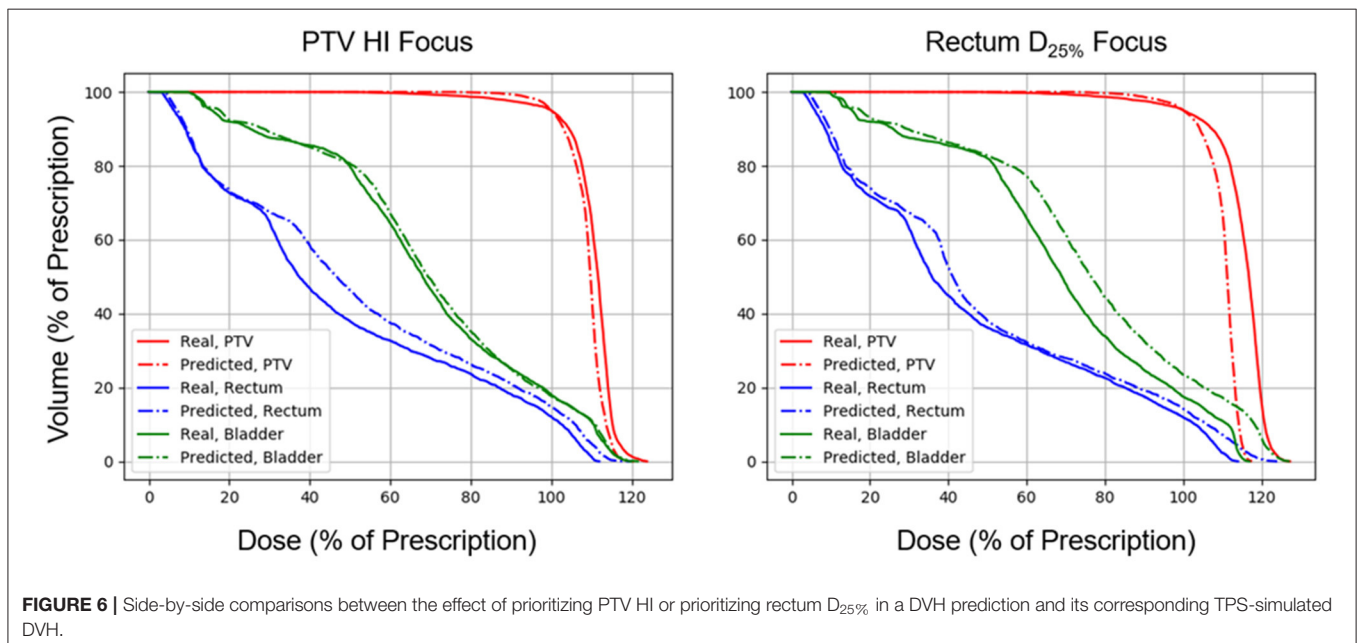 PTV HI Focus
Rectum D25% Focus
Volume (% of Prescription)
100
80
60
40
20
0
Real, PTV
Predicted, PTV
Real, Rectum
Predicted, Rectum
Real, Bladder
Predicted, Bladder
0 20 40 60 80 100 120
Dose (% of Prescription)
100
80
60
40
20
0
Real, PTV
Predicted, PTV
Real, Rectum
Predicted, Rectum
Real, Bladder
Predicted, Bladder
0 20 40 60 80 100 120
Dose (% of Prescription)
FIGURE 6 | Side-by-side comparisons between the effect of prioritizing PTV HI or prioritizing rectum D25% in a DVH prediction and its corresponding TPS-simulated
DVH.